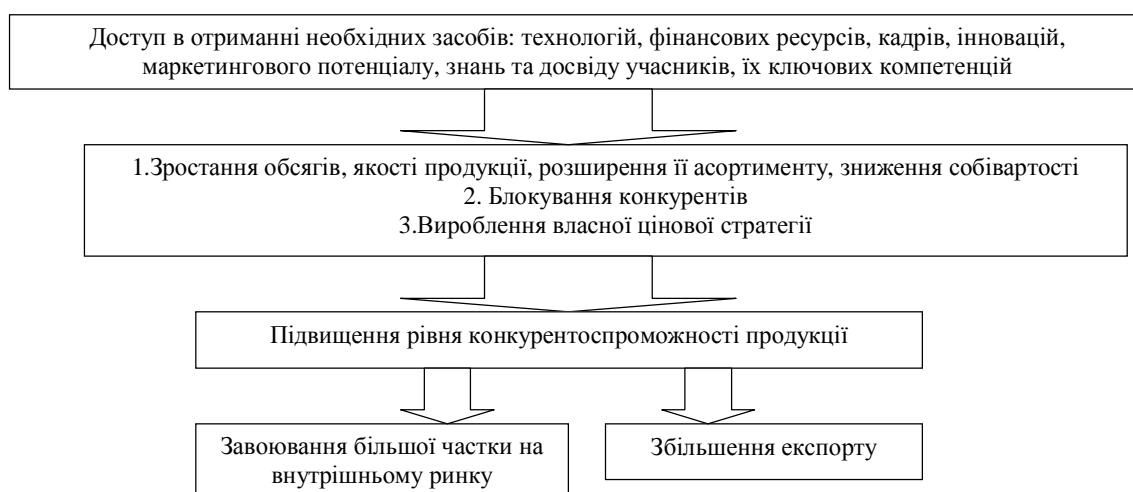 Доступ в отриманні необхідних засобів: технологій, фінансових ресурсів, кадрів, інновацій,
маркетингового потенціалу, знань та досвіду учасників, їх ключових компетенцій
1.Зростання обсягів, якості продукції, розширення її асортименту, зниження собівартості
2. Блокування конкурентів
3.Вироблення власної цінової стратегії
Підвищення рівня конкурентоспроможності продукції
Завоювання більшої частки на
внутрішньому ринку
Збільшення експорту